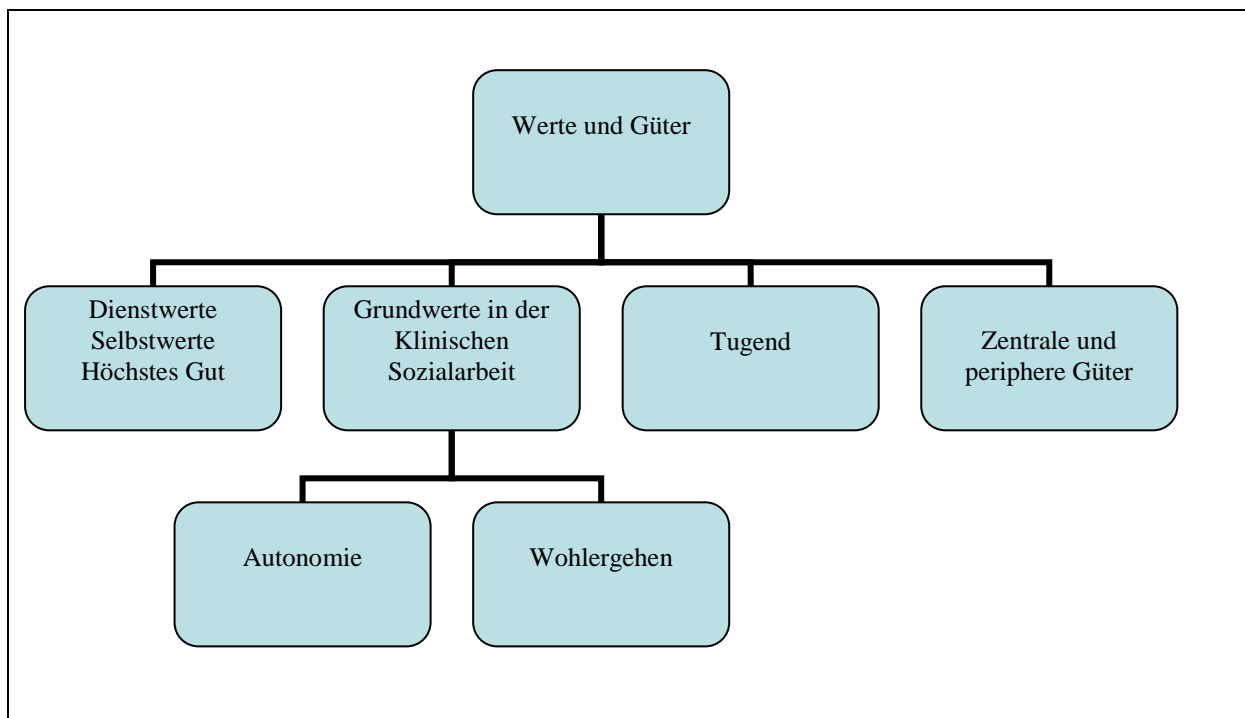 Werte und Güter
Dienstwerte
Selbstwerte
Höchstes Gut
Grundwerte in der
Klinischen
Sozialarbeit
Tugend
Zentrale und
periphere Güter
Autonomie
Wohlergehen